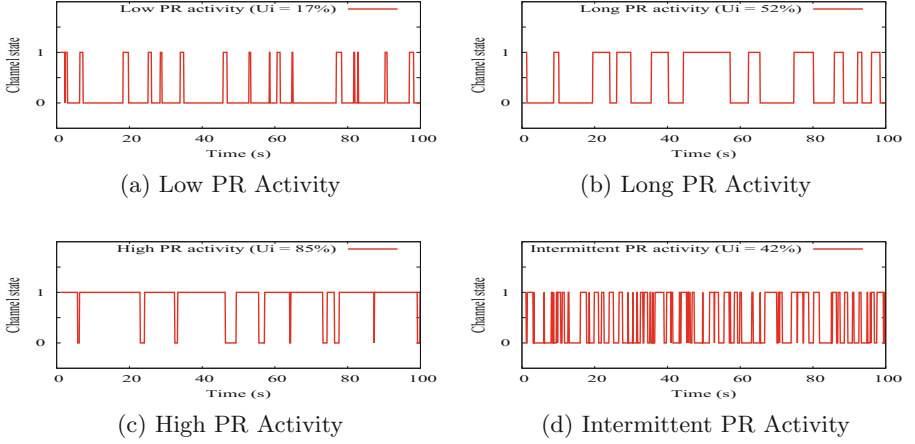 Low PR activity (Ui = 17%)
Channel state
1
0
0 20 40 60 80 100
Time (s)
(a) Low PR Activity
Long PR activity (Ui = 52%)
Channel state
1
0
0 20 40 60 80 100
Time (s)
(b) Long PR Activity
High PR activity (Ui = 85%)
Channel state
1
0
0 20 40 60 80 100
Time (s)
(c) High PR Activity
Intermittent PR activity (Ui = 42%)
Channel state
1
0
0 20 40 60 80 100
Time (s)
(d) Intermittent PR Activity